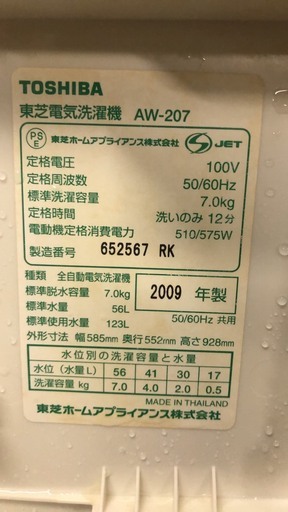 TOSHIBA
東芝電気洗濯機 AW-207
PSE 東芝ホームアプライアンス株式会社 S JET
定格電圧 100V
定格周波数 50/60Hz
標準洗濯容量 7.0kg
定格時間 洗いのみ 12分
電動機定格消費電力 510/575W
製造番号 652567 RK
種類 全自動電気洗濯機
標準脱水容量 7.0kg
2009 年製
標準水量 56L
標準使用水量 123L 50/60Hz 共用
外形寸法 幅585mm 奥行552mm 高さ928mm
水位別の洗濯容量と水量
水位(水量L) 56 41 30 17
洗濯容量 kg 7.0 4.0 2.0 0.5
MADE IN THAILAND
東芝ホームアプライアンス株式会社